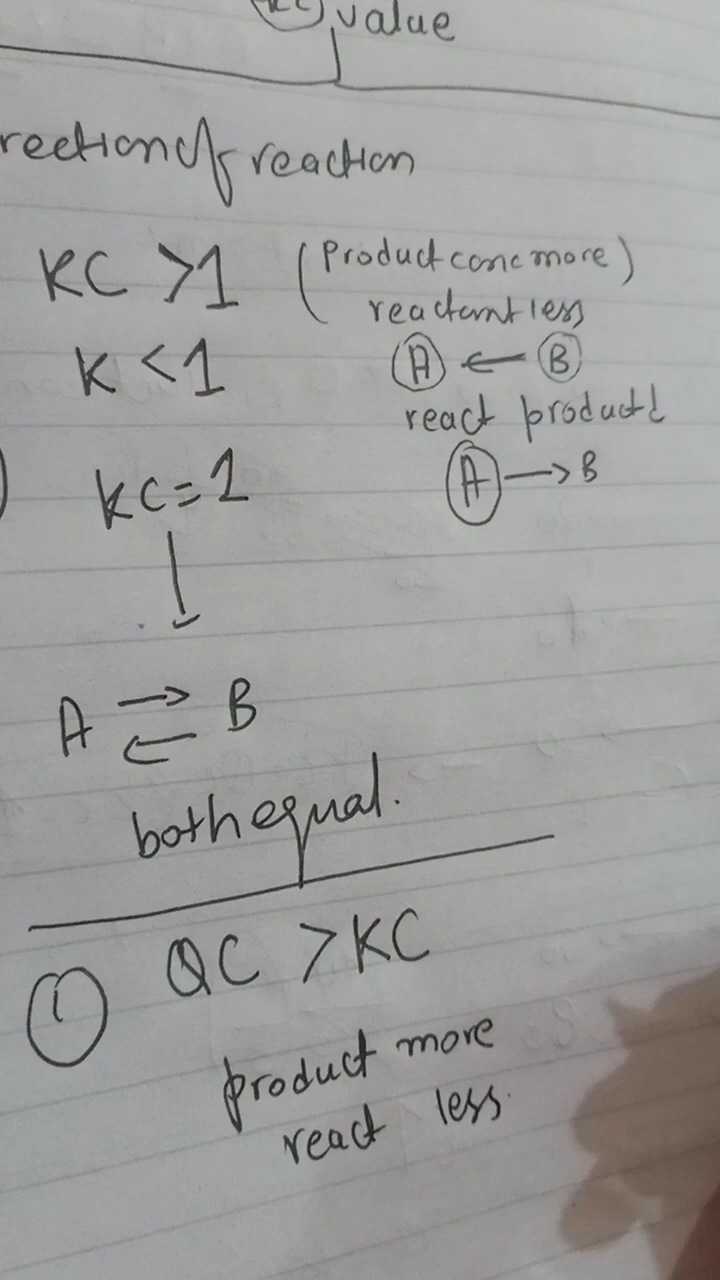 value
rection of reaction
KC >1 (Product conc more)
reactant less
K <1 (A) ← (B)
react product
KC=1 (A) → B
A ⇄ B
both equal.
(1) QC >KC
product more
react less.